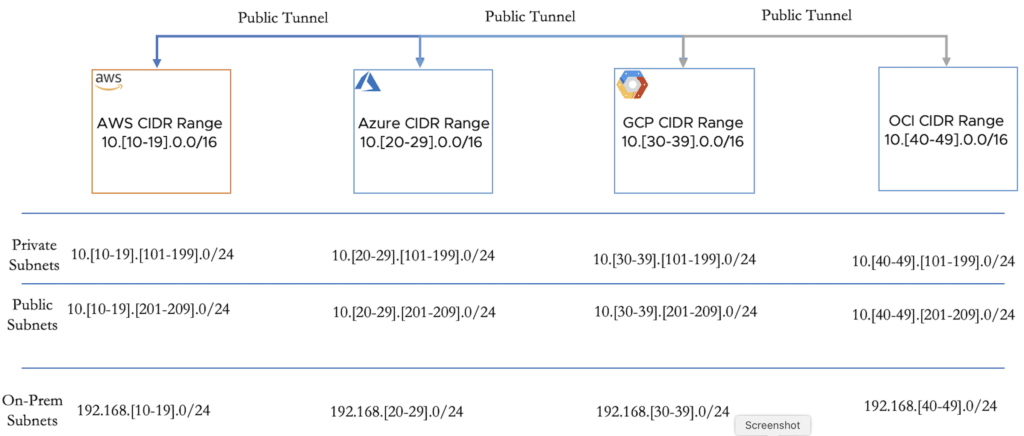 Public Tunnel
Public Tunnel
Public Tunnel
aws
AWS CIDR Range
10.[10-19].0.0/16
Azure CIDR Range
10.[20-29].0.0/16
GCP CIDR Range
10.[30-39].0.0/16
OCI CIDR Range
10.[40-49].0.0/16
Private
Subnets
10.[10-19].[101-199].0/24
10.[20-29].[101-199].0/24
10.[30-39].[101-199].0/24
10.[40-49].[101-199].0/24
Public
Subnets
10.[10-19].[201-209].0/24
10.[20-29].[201-209].0/24
10.[30-39].[201-209].0/24
10.[40-49].[201-209].0/24
On-Prem
Subnets
192.168.[10-19].0/24
192.168.[20-29].0/24
192.168.[30-39].0/24
192.168.[40-49].0/24
Screenshot